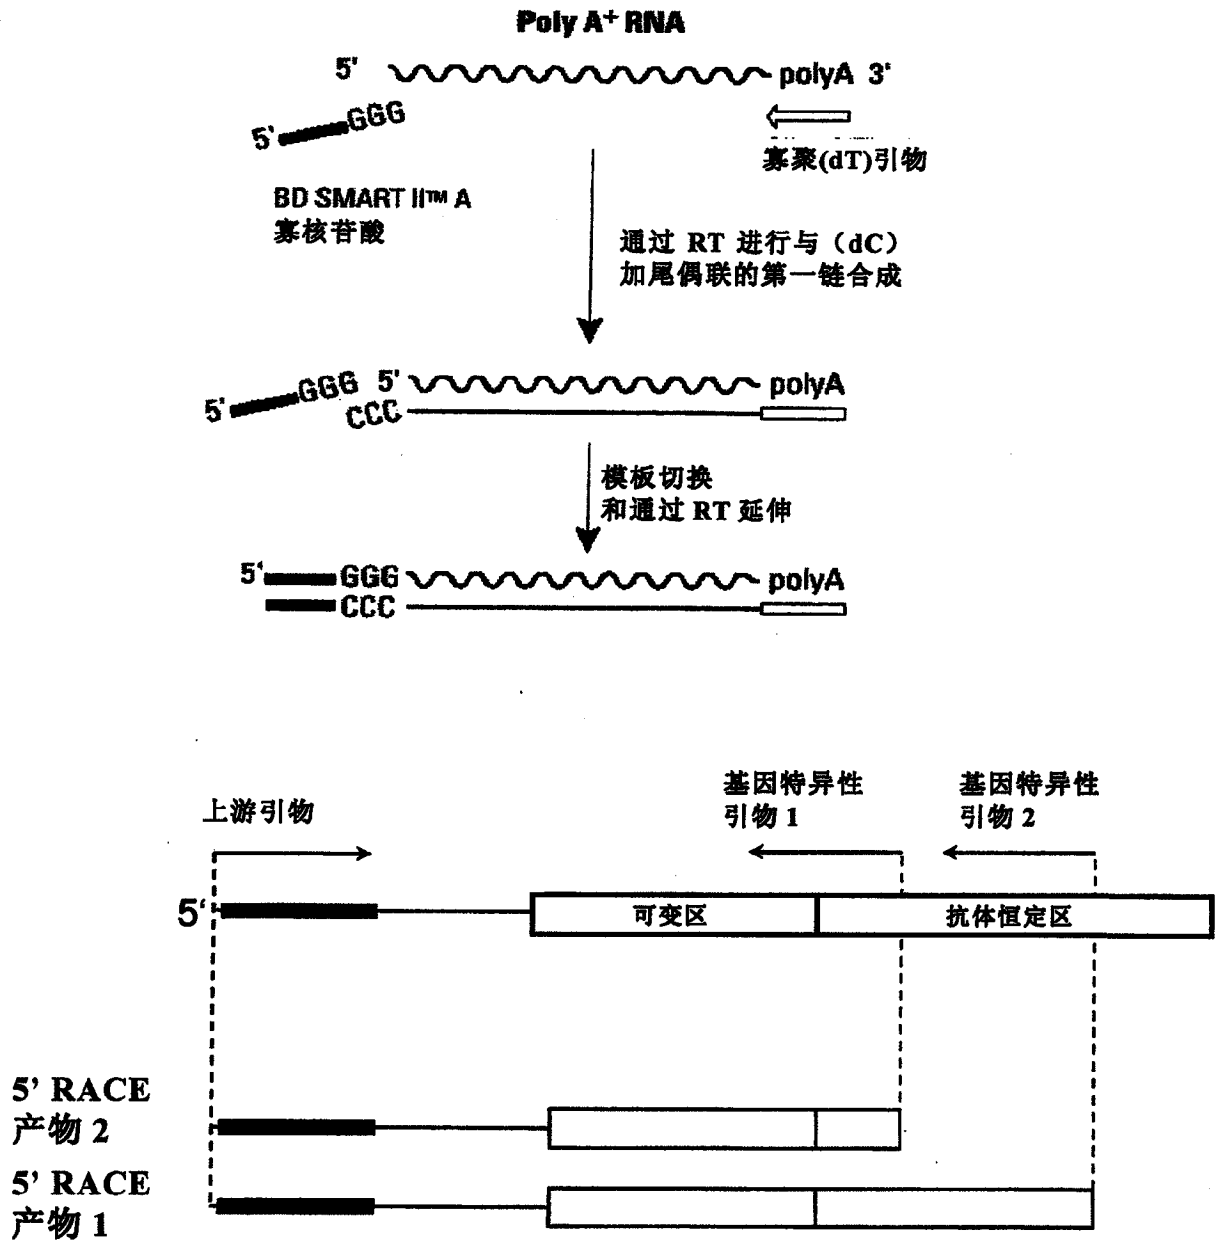 Poly A⁺ RNA
5' polyA 3'
5' GGG
寡聚(dT)引物
BD SMART II™ A
寡核苷酸
通过 RT 进行与（dC）
加尾偶联的第一链合成
5' GGG 5' polyA
CCC
模板切换
和通过 RT 延伸
5' GGG polyA
CCC
上游引物
基因特异性
引物 1
基因特异性
引物 2
5'
可变区
抗体恒定区
5’ RACE
产物 2
5’ RACE
产物 1